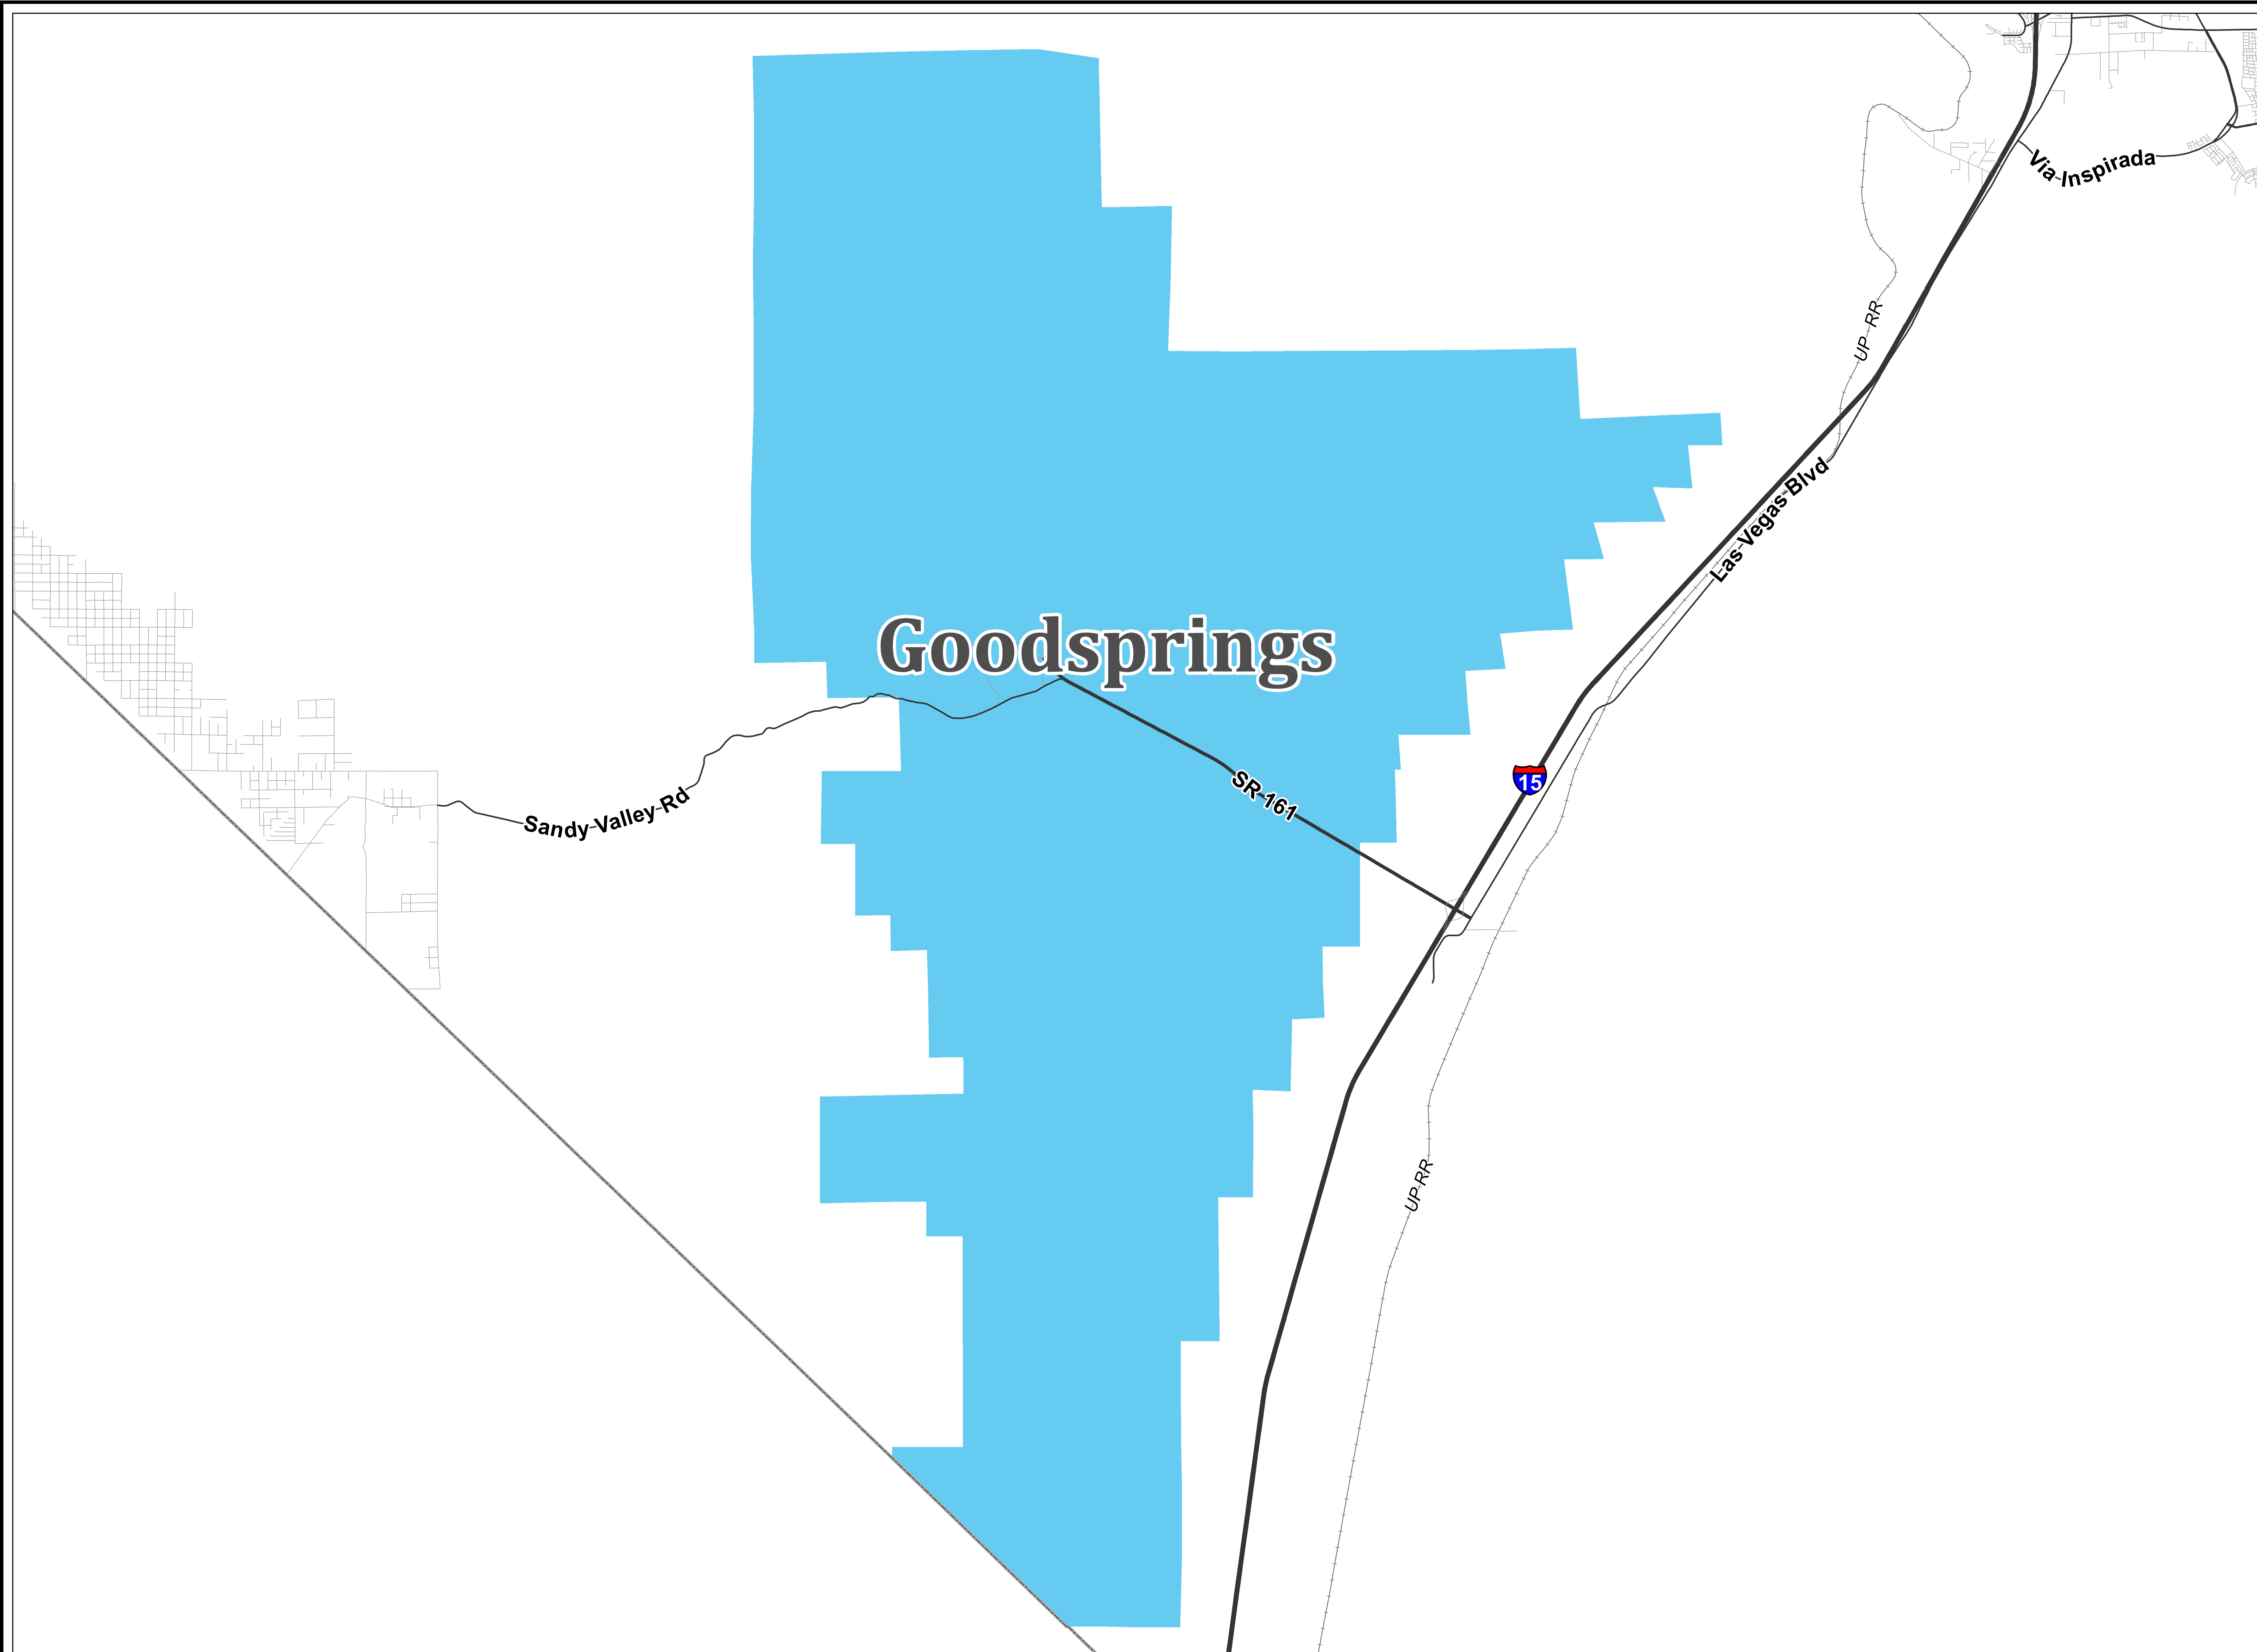 Via Inspirada
UP RR
Las Vegas Blvd
Goodsprings
SR 161
15
Sandy Valley Rd
UP RR